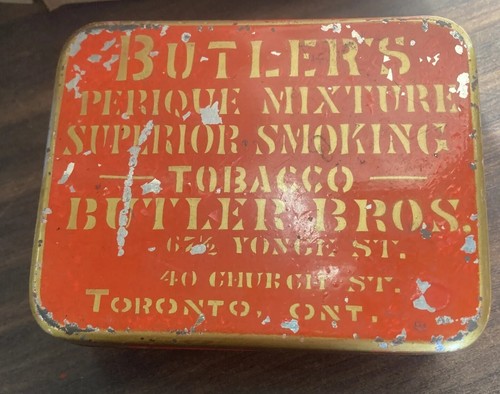 BUTLER'S
PERIQUE MIXTURE
SUPERIOR SMOKING
— TOBACCO —
BUTLER BROS.
67½ YONGE ST.
40 CHURCH ST.
TORONTO, ONT.